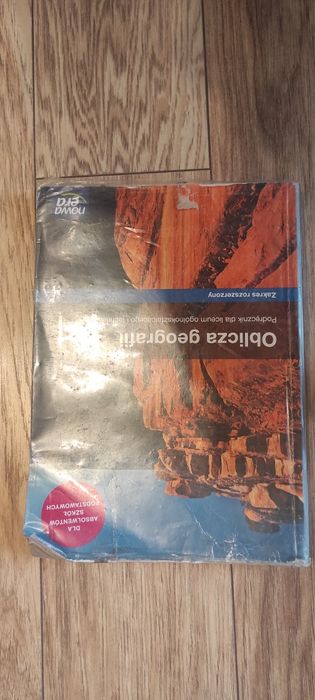 Oblicza geografii
Podręcznik dla liceum ogólnokształcącego i
Zakres rozszerzony
DLA
ABSOLWENTÓW
SZKÓŁ
PODSTAWOWYCH
nowa
era